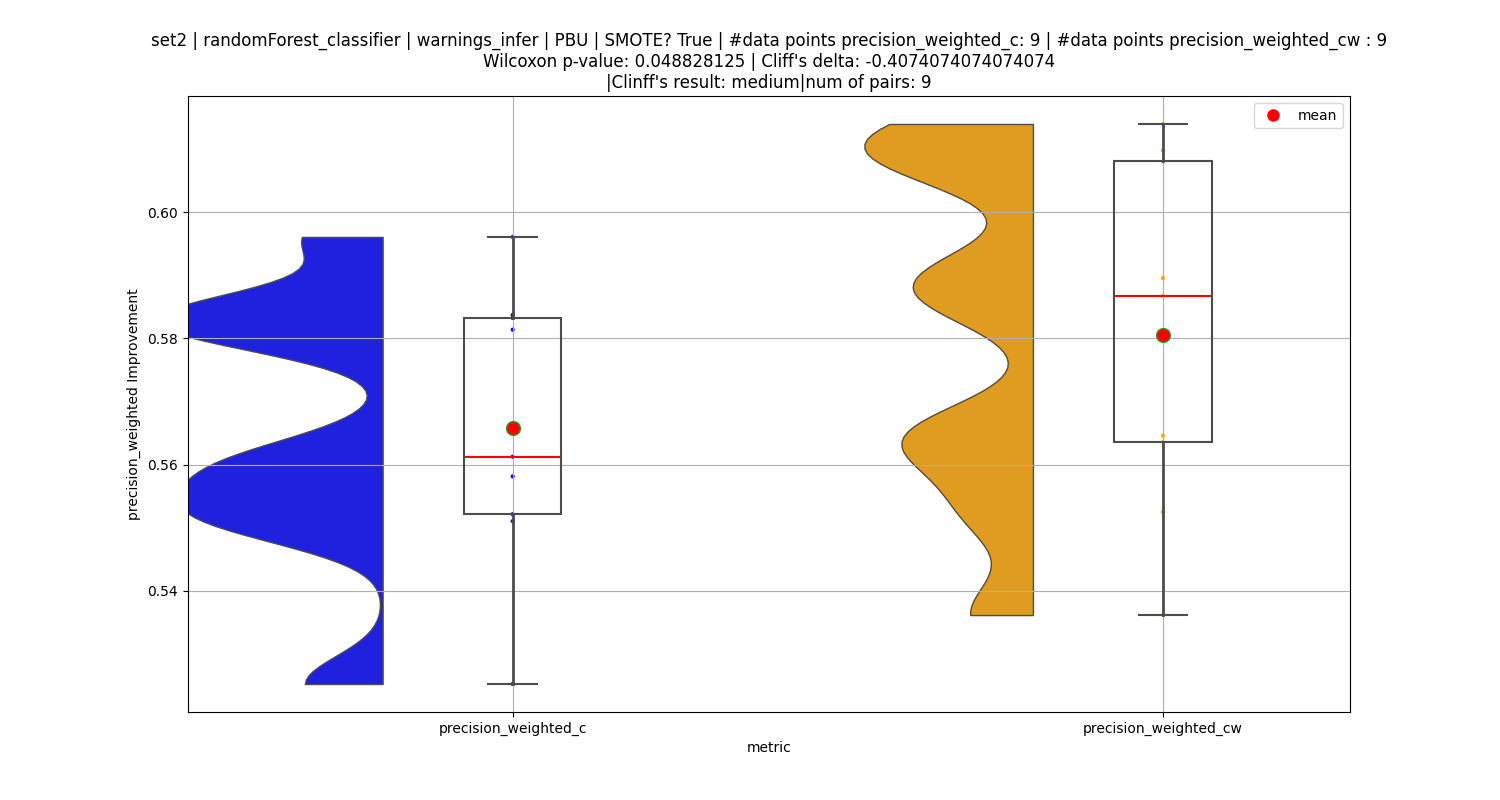 set2 | randomForest_classifier | warnings_infer | PBU | SMOTE? True | #data points precision_weighted_c: 9 | #data points precision_weighted_cw : 9
Wilcoxon p-value: 0.048828125 | Cliff's delta: -0.4074074074074074
|Clinff's result: medium|num of pairs: 9
mean
0.60
0.58
0.56
0.54
precision_weighted Improvement
precision_weighted_c
precision_weighted_cw
metric